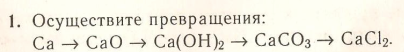 1. Осуществите превращения:
Ca → CaO → Ca(OH)₂ → CaCO₃ → CaCl₂.